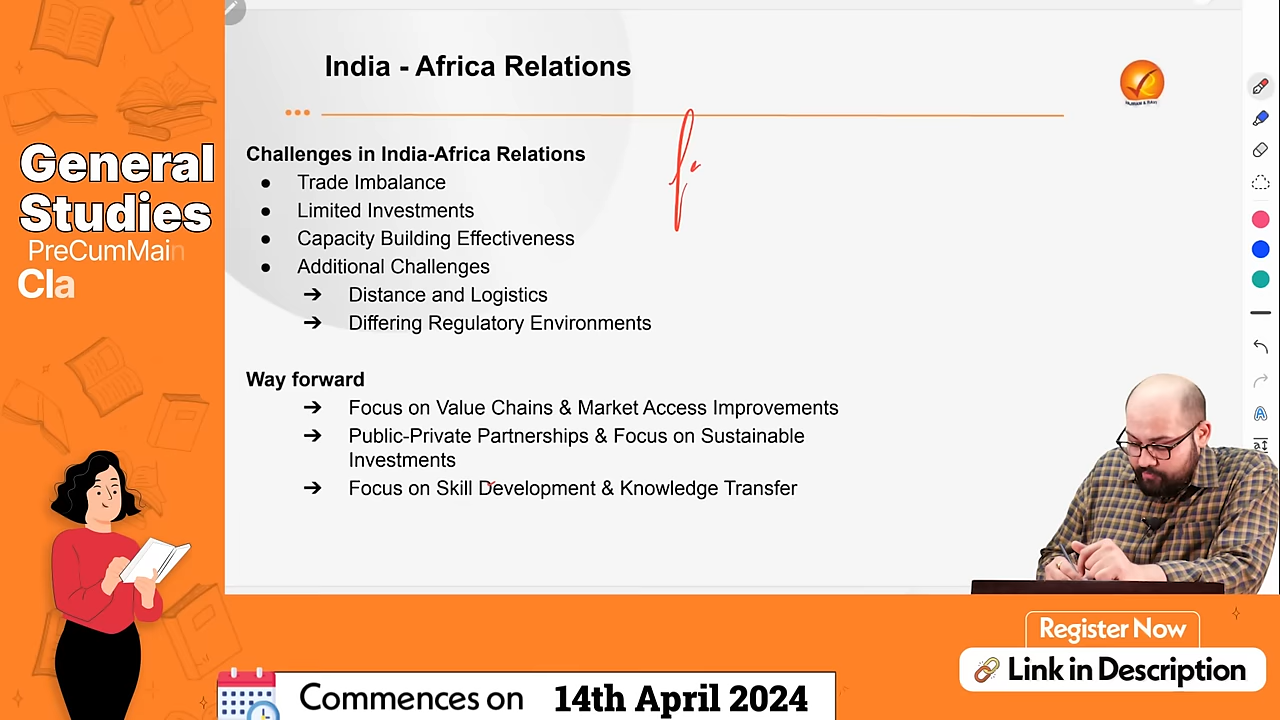 India - Africa Relations
Challenges in India-Africa Relations
● Trade Imbalance
● Limited Investments
● Capacity Building Effectiveness
● Additional Challenges
➔ Distance and Logistics
➔ Differing Regulatory Environments
Way forward
➔ Focus on Value Chains & Market Access Improvements
➔ Public-Private Partnerships & Focus on Sustainable
Investments
➔ Focus on Skill Development & Knowledge Transfer
General
Studies
PreCumMain
Cla
Register Now
Link in Description
Commences on 14th April 2024